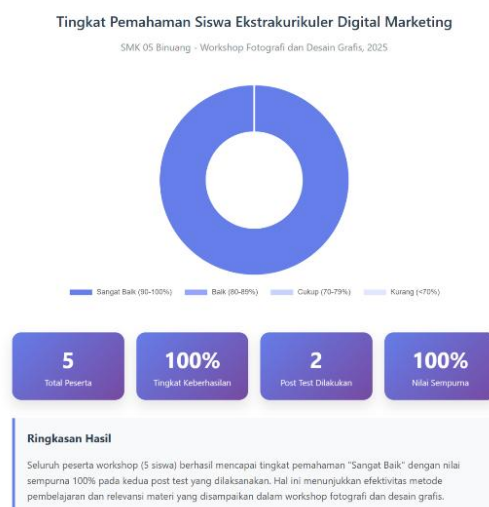 Tingkat Pemahaman Siswa Ekstrakurikuler Digital Marketing
SMK 05 Binuang - Workshop Fotografi dan Desain Grafis, 2025
Sangat Baik (90-100%) Baik (80-89%) Cukup (70-79%) Kurang (<70%)
5 100% 2 100%
Total Peserta Tingkat Keberhasilan Post Test Dilakukan Nilai Sempurna
Ringkasan Hasil
Seluruh peserta workshop (5 siswa) berhasil mencapai tingkat pemahaman "Sangat Baik" dengan nilai
sempurna 100% pada kedua post test yang dilaksanakan. Hal ini menunjukkan efektivitas metode
pembelajaran dan relevansi materi yang disampaikan dalam workshop fotografi dan desain grafis.